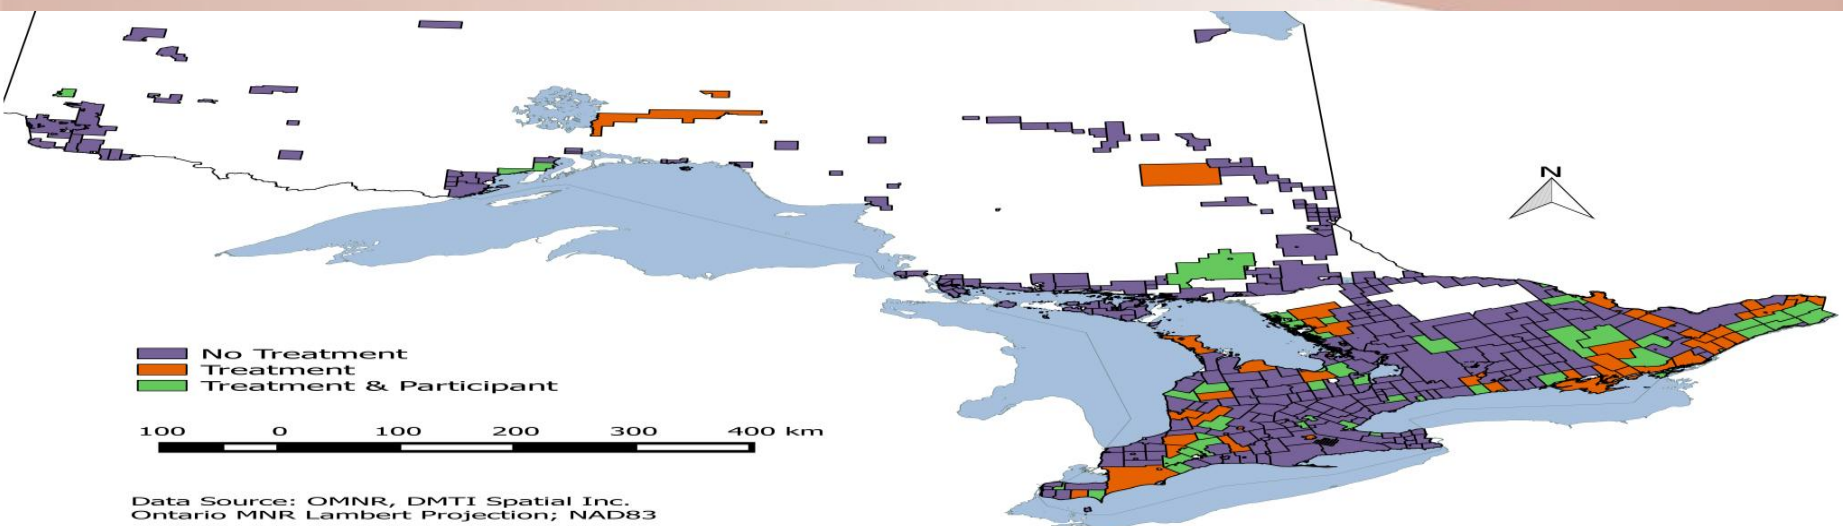 N
No Treatment
Treatment
Treatment & Participant
100 0 100 200 300 400 km
Data Source: OMNR, DMTI Spatial Inc.
Ontario MNR Lambert Projection; NAD83